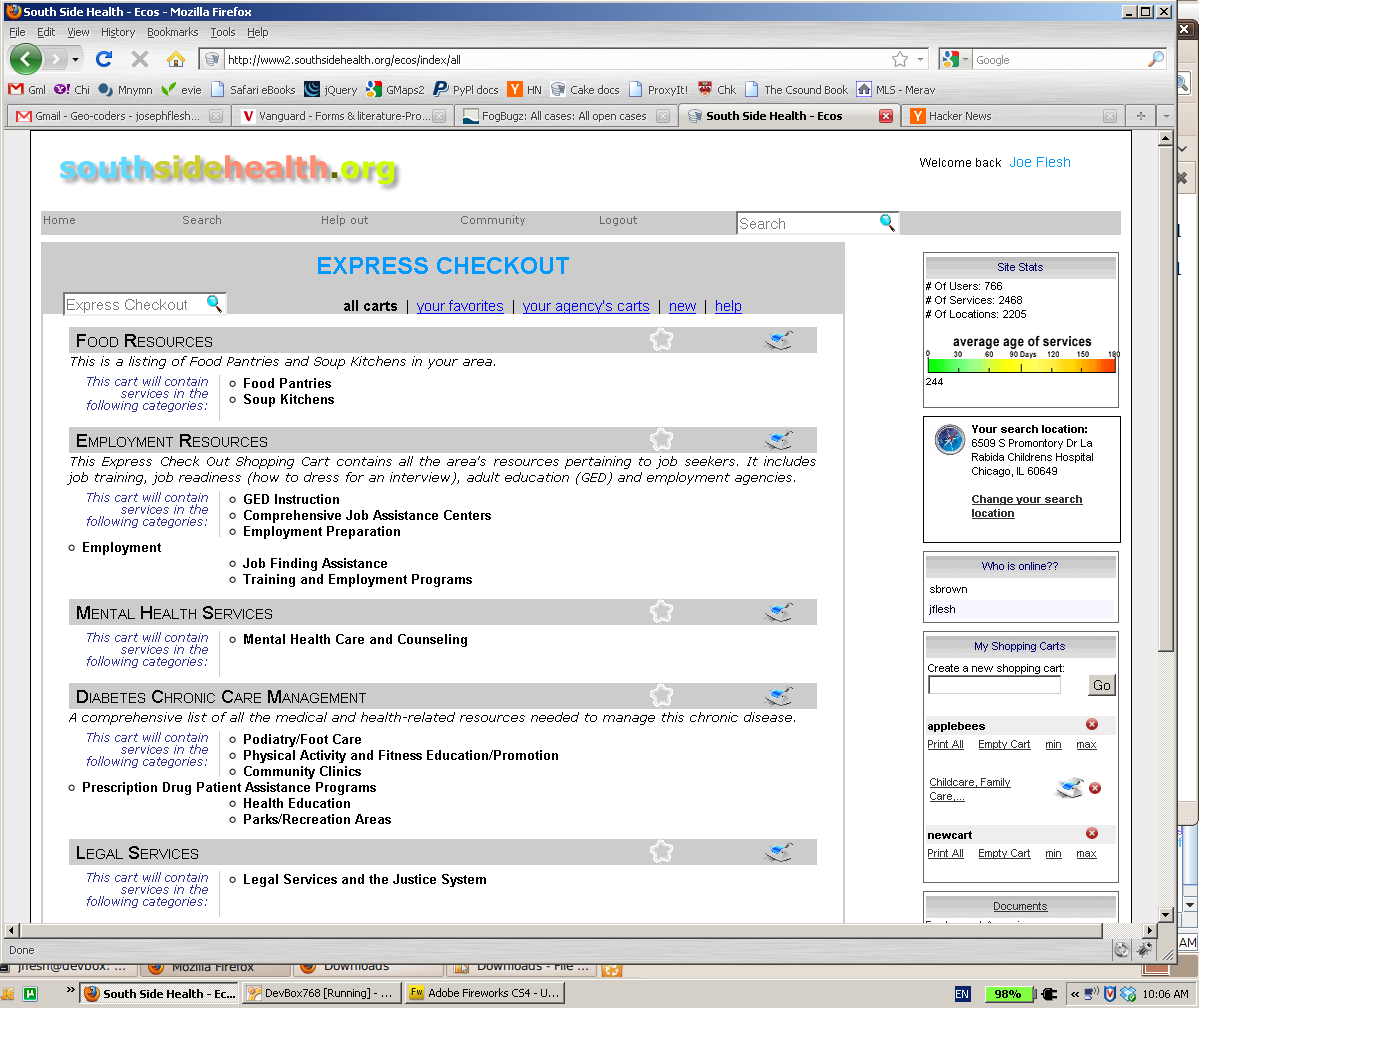 South Side Health - Ecos - Mozilla Firefox
File Edit View History Bookmarks Tools Help
http://www2.southsidehealth.org/ecos/index/all
Google
Gml Chi Mnymn evie Safari eBooks jQuery GMaps2 PyPl docs HN Cake docs ProxyIt! Chk The Csound Book MLS - Merav
Gmail - Geo-coders - josephflesh... Vanguard - Forms & literature-Pro... FogBugz: All cases: All open cases South Side Health - Ecos Hacker News
southsidehealth.org
Welcome back Joe Flesh
Home Search Help out Community Logout Search
EXPRESS CHECKOUT
Express Checkout
all carts | your favorites | your agency's carts | new | help
FOOD RESOURCES
This is a listing of Food Pantries and Soup Kitchens in your area.
This cart will contain
services in the
following categories:
Food Pantries
Soup Kitchens
EMPLOYMENT RESOURCES
This Express Check Out Shopping Cart contains all the area's resources pertaining to job seekers. It includes
job training, job readiness (how to dress for an interview), adult education (GED) and employment agencies.
This cart will contain
services in the
following categories:
GED Instruction
Comprehensive Job Assistance Centers
Employment Preparation
Employment
Job Finding Assistance
Training and Employment Programs
MENTAL HEALTH SERVICES
This cart will contain
services in the
following categories:
Mental Health Care and Counseling
DIABETES CHRONIC CARE MANAGEMENT
A comprehensive list of all the medical and health-related resources needed to manage this chronic disease.
This cart will contain
services in the
following categories:
Podiatry/Foot Care
Physical Activity and Fitness Education/Promotion
Community Clinics
Prescription Drug Patient Assistance Programs
Health Education
Parks/Recreation Areas
LEGAL SERVICES
This cart will contain
services in the
following categories:
Legal Services and the Justice System
Site Stats
# Of Users: 766
# Of Services: 2468
# Of Locations: 2205
average age of services
0 30 60 90 Days 120 150 180
244
Your search location:
6509 S Promontory Dr La
Rabida Childrens Hospital
Chicago, IL 60649
Change your search
location
Who is online??
sbrown
jflesh
My Shopping Carts
Create a new shopping cart:
Go
applebees
Print All Empty Cart min max
Childcare, Family
Care,...
newcart
Print All Empty Cart min max
Documents
Done
AM
jflesh@devbox: ... Mozilla Firefox Downloads Downloads - File ...
South Side Health - Ec... DevBox768 [Running] - ... Adobe Fireworks CS4 - U...
EN 98% 10:06 AM